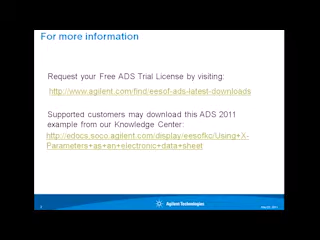 For more information
Request your Free ADS Trial License by visiting:
http://www.agilent.com/find/eesof-ads-latest-downloads
Supported customers may download this ADS 2011
example from our Knowledge Center:
http://edocs.soco.agilent.com/display/eesofkc/Using+X-
Parameters+as+an+electronic+data+sheet
Agilent Technologies